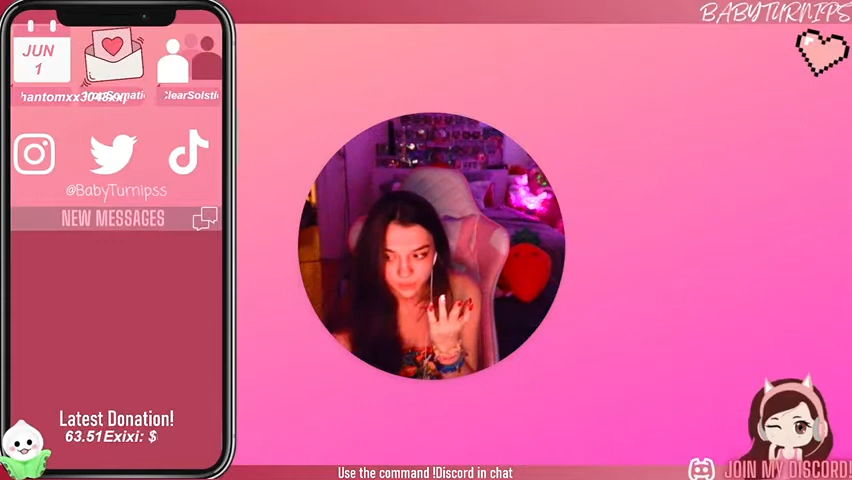 BABYTURNIPS
JUN
1
@BabyTurnipss
NEW MESSAGES
Latest Donation!
63.51Exixi: $
Use the command !Discord in chat
JOIN MY DISCORD!